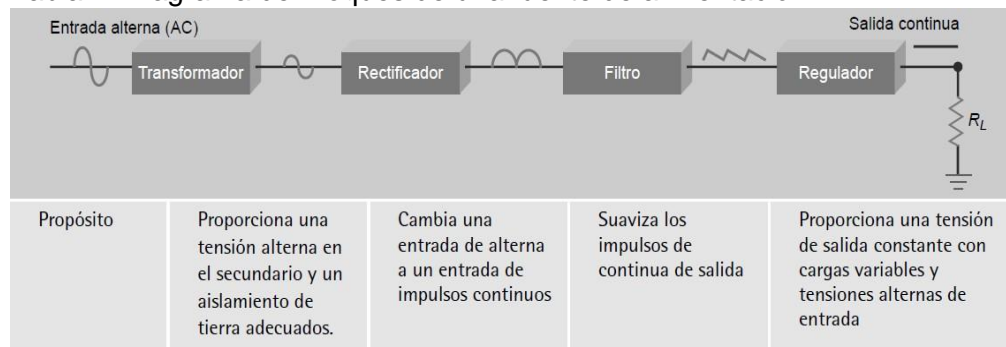 Entrada alterna (AC)
Salida continua
Transformador
Rectificador
Filtro
Regulador
R_L
Propósito
Proporciona una
tensión alterna en
el secundario y un
aislamiento de
tierra adecuados.
Cambia una
entrada de alterna
a un entrada de
impulsos continuos
Suaviza los
impulsos de
continua de salida
Proporciona una tensión
de salida constante con
cargas variables y
tensiones alternas de
entrada